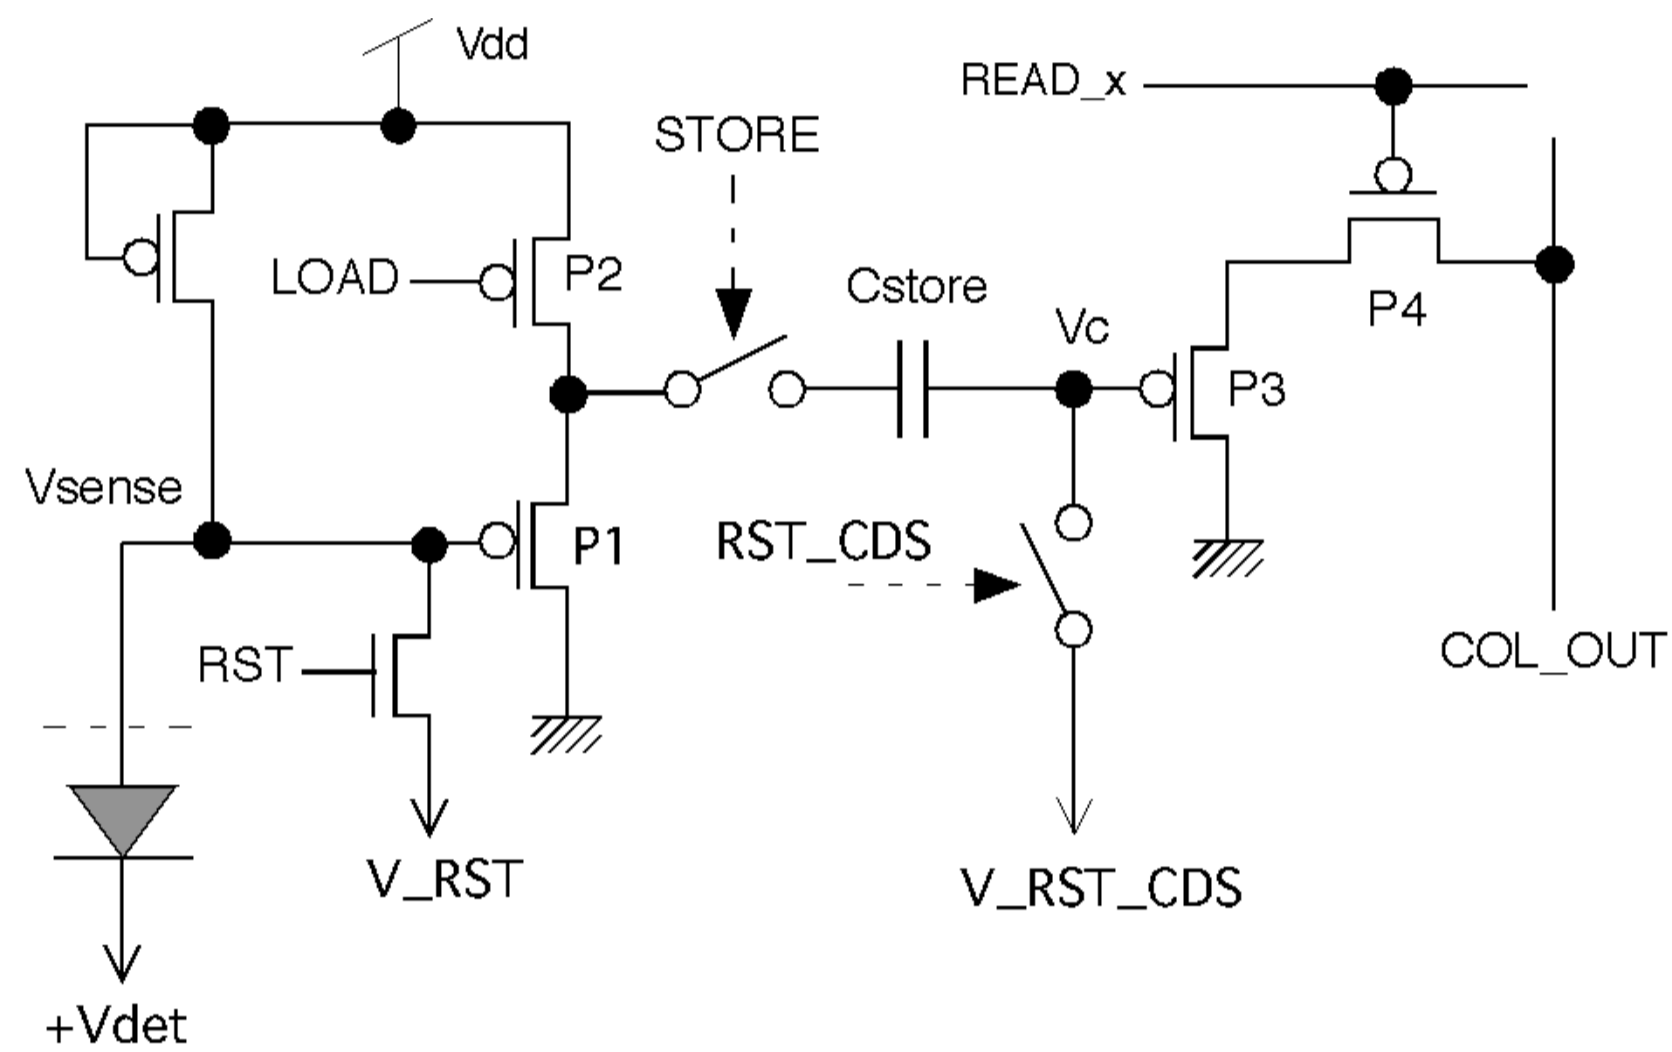 Vdd
READ_x
STORE
LOAD
P2
Cstore
Vc
P4
P3
Vsense
P1
RST_CDS
RST
COL_OUT
V_RST
V_RST_CDS
+Vdet